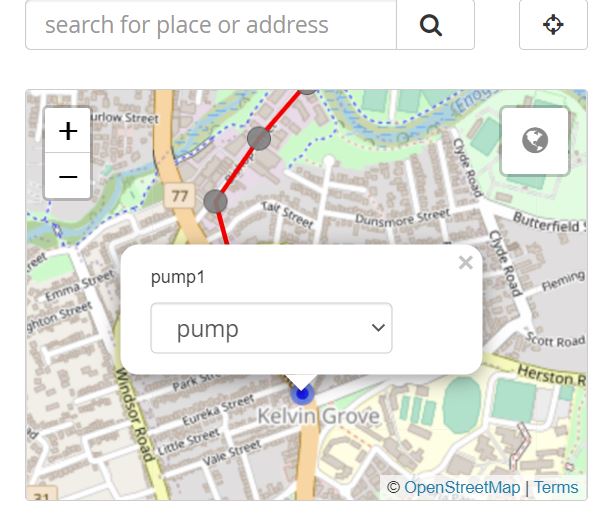 search for place or address
+
−
urlow Street
77
Tair Street
Dunsmore Street
Clyde Road
Butterfield S
Clyde Road
Emma Street
Fleming
ghton Street
pump1
×
pump
Scott Road
Windsor Road
Park Str
Herston R
Eureka Street
Kelvin Grove
Little Street
Vale Street
31
© OpenStreetMap | Terms